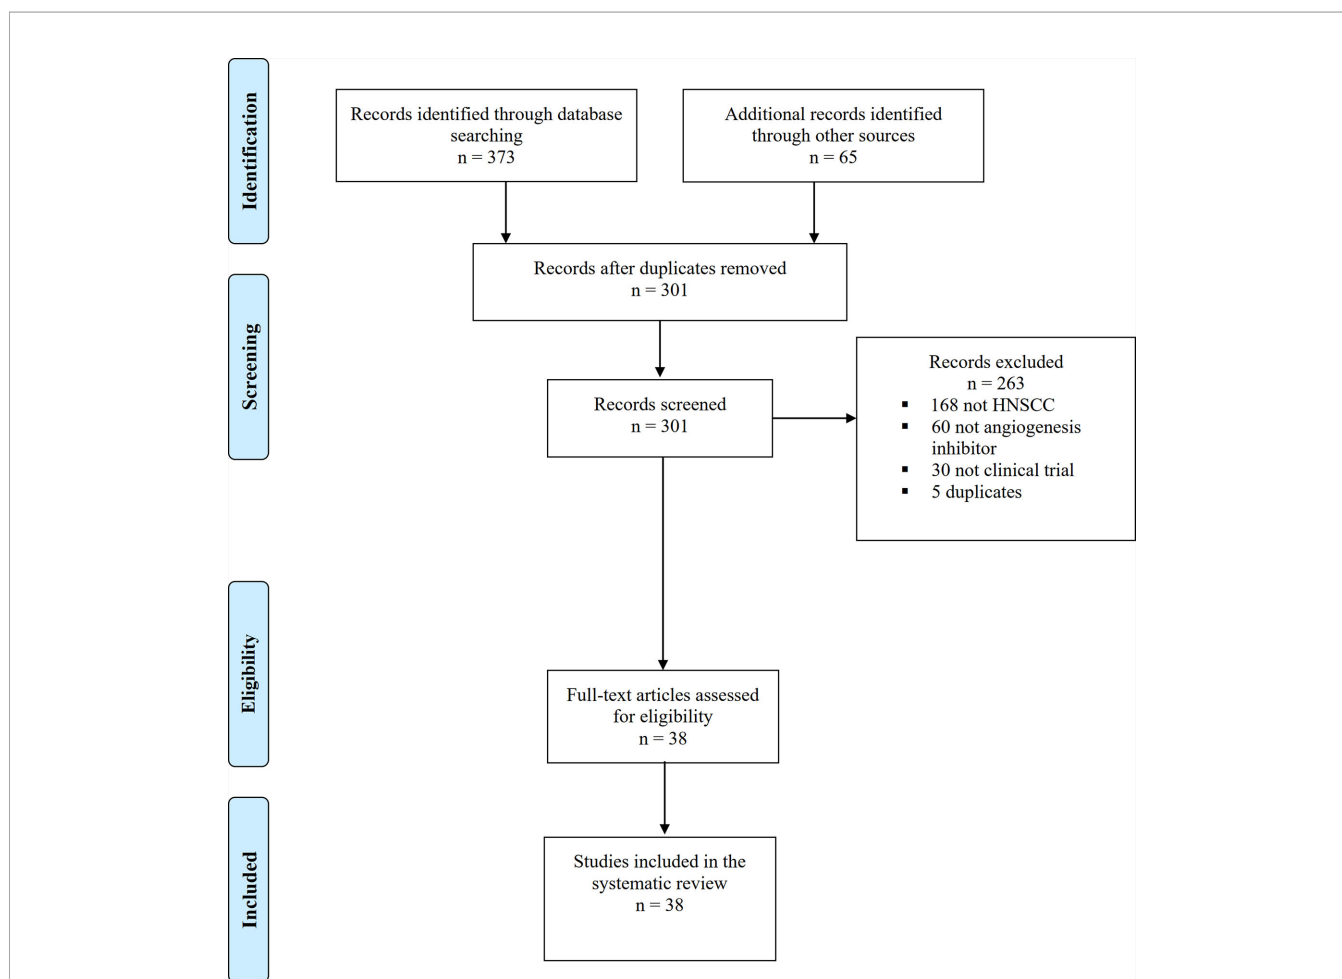 Identification
Records identified through database
searching
n = 373
Additional records identified
through other sources
n = 65
Records after duplicates removed
n = 301
Screening
Records screened
n = 301
Records excluded
n = 263
▪ 168 not HNSCC
▪ 60 not angiogenesis
inhibitor
▪ 30 not clinical trial
▪ 5 duplicates
Eligibility
Full-text articles assessed
for eligibility
n = 38
Included
Studies included in the
systematic review
n = 38